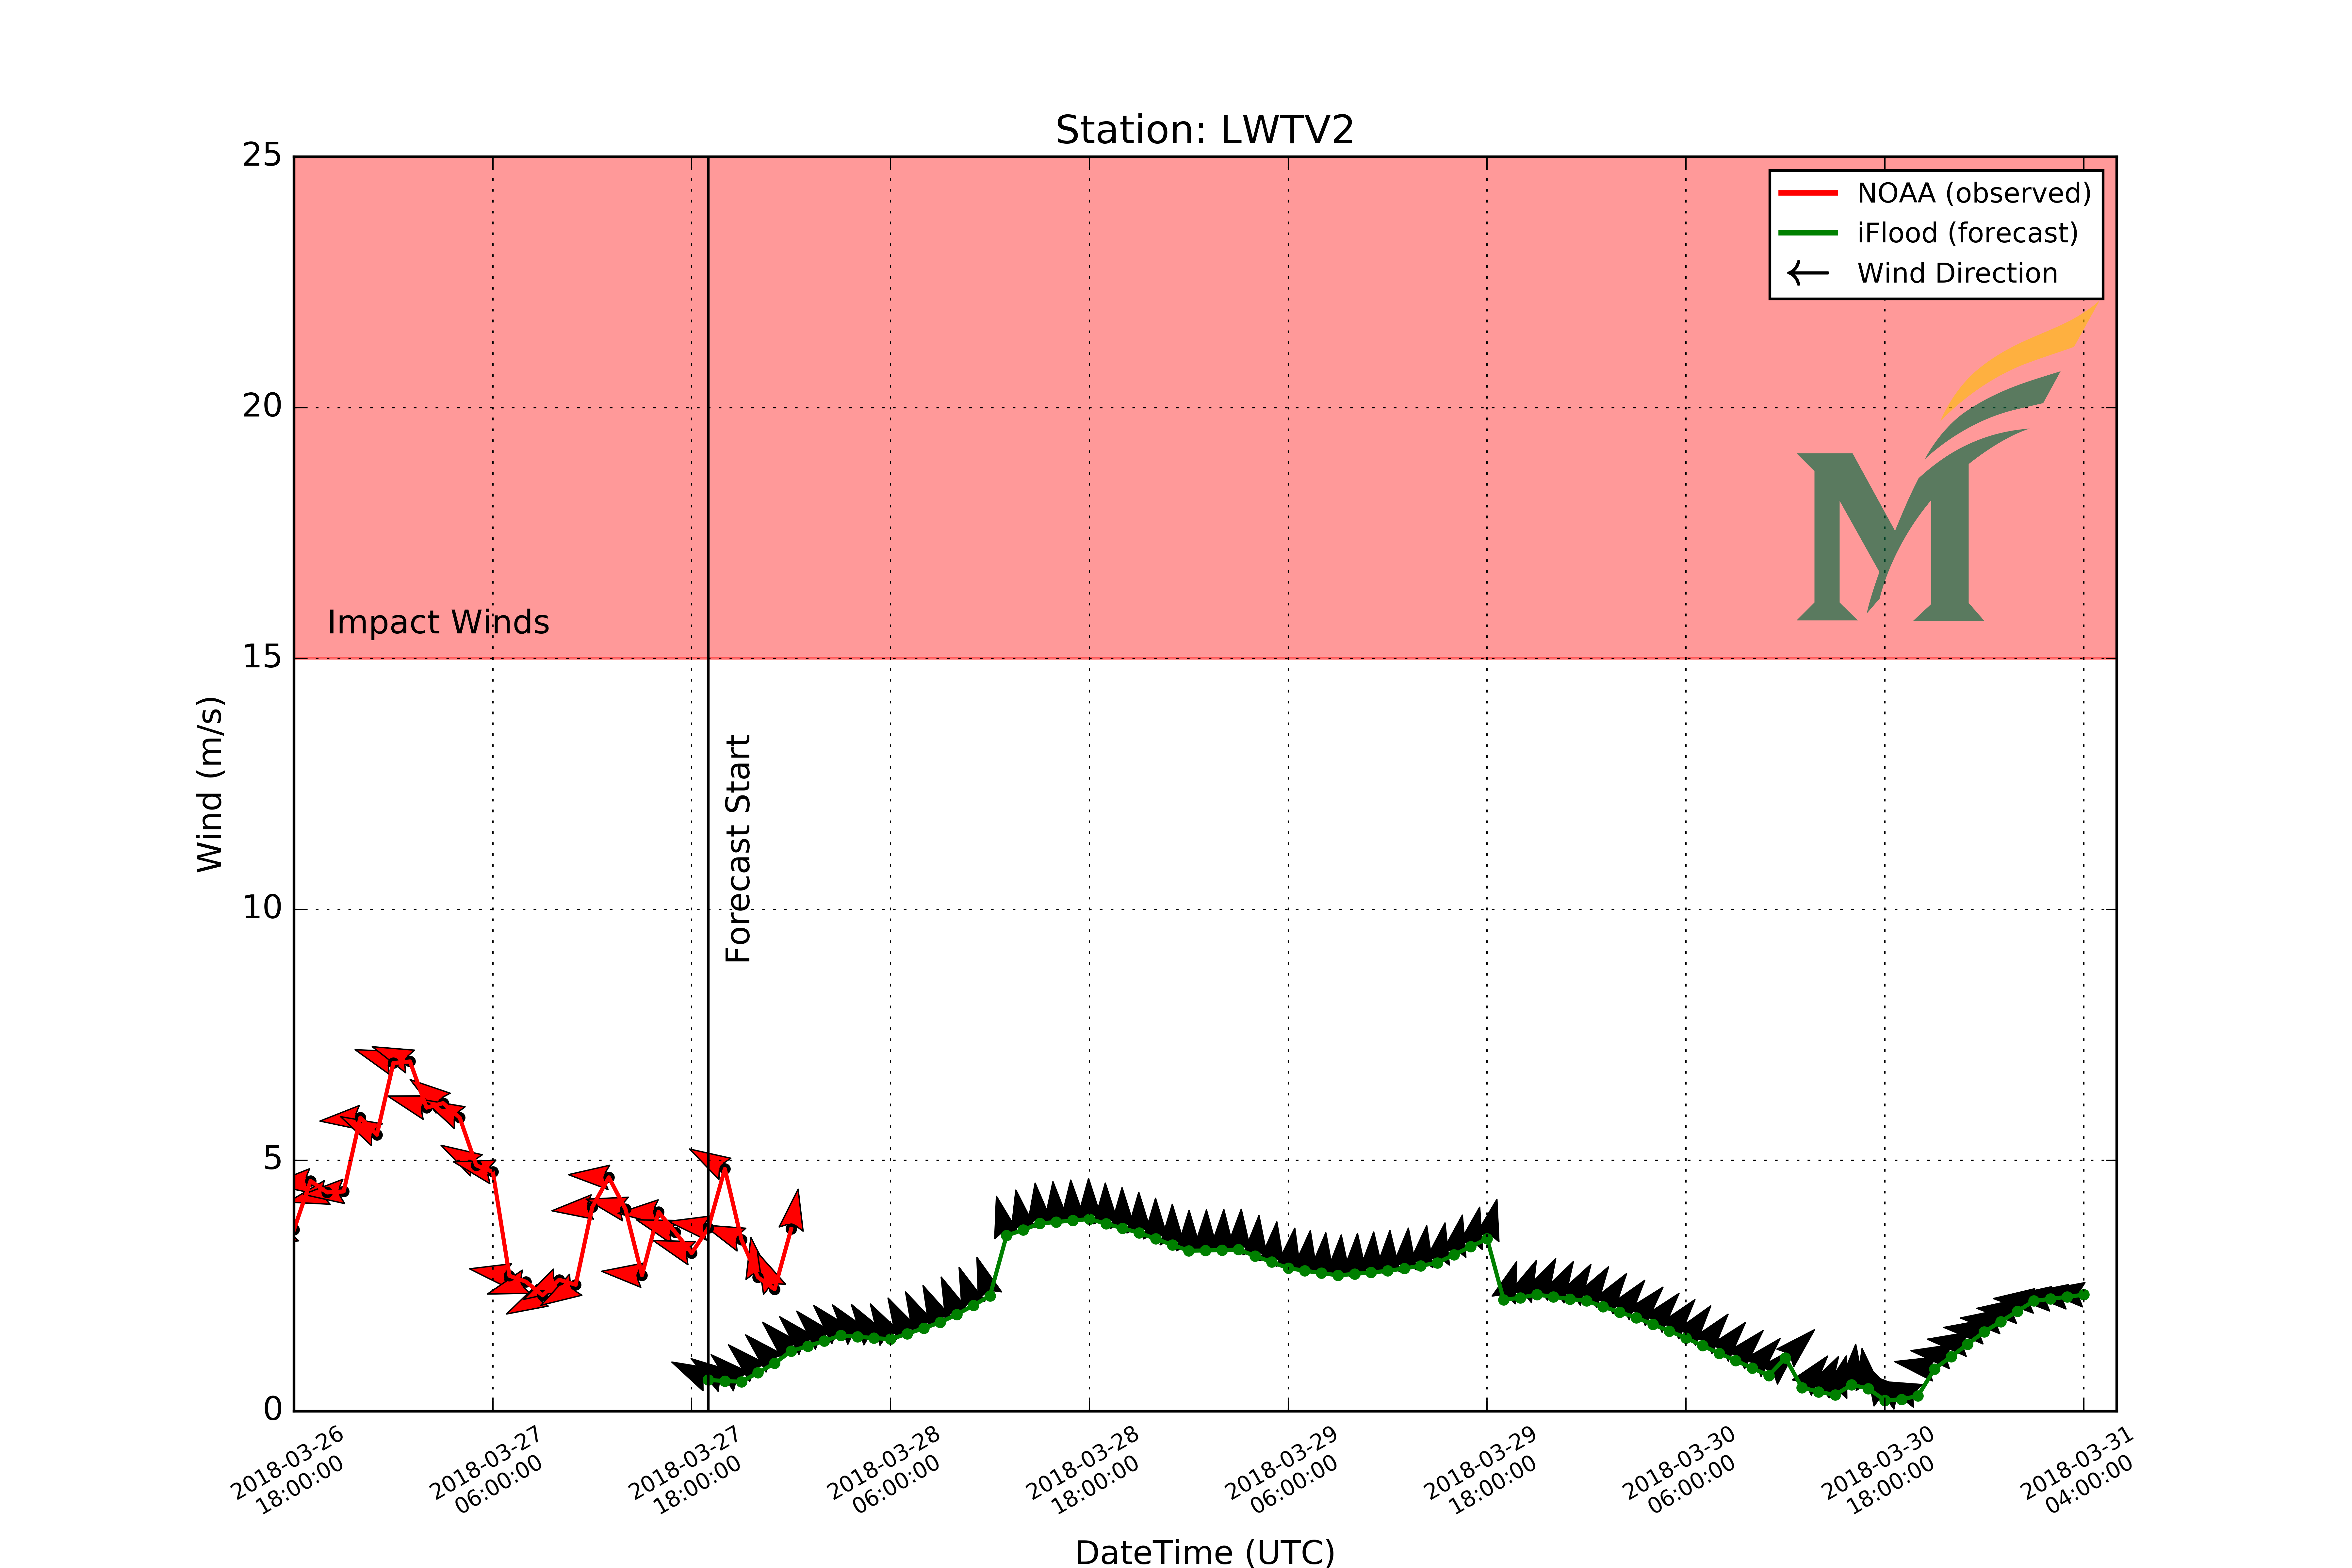 Station: LWTV2
25
20
15
10
5
0
Wind (m/s)
NOAA (observed)
iFlood (forecast)
Wind Direction
M
Impact Winds
Forecast Start
2018-03-26
18:00:00
2018-03-27
06:00:00
2018-03-27
18:00:00
2018-03-28
06:00:00
2018-03-28
18:00:00
2018-03-29
06:00:00
2018-03-29
18:00:00
2018-03-30
06:00:00
2018-03-30
18:00:00
2018-03-31
04:00:00
DateTime (UTC)